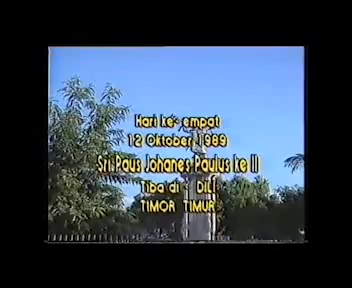 Hari ke- empat
12 Oktober 1989
Sri Paus Johanes Paulus ke II
Tiba di - DILI
TIMOR TIMUR